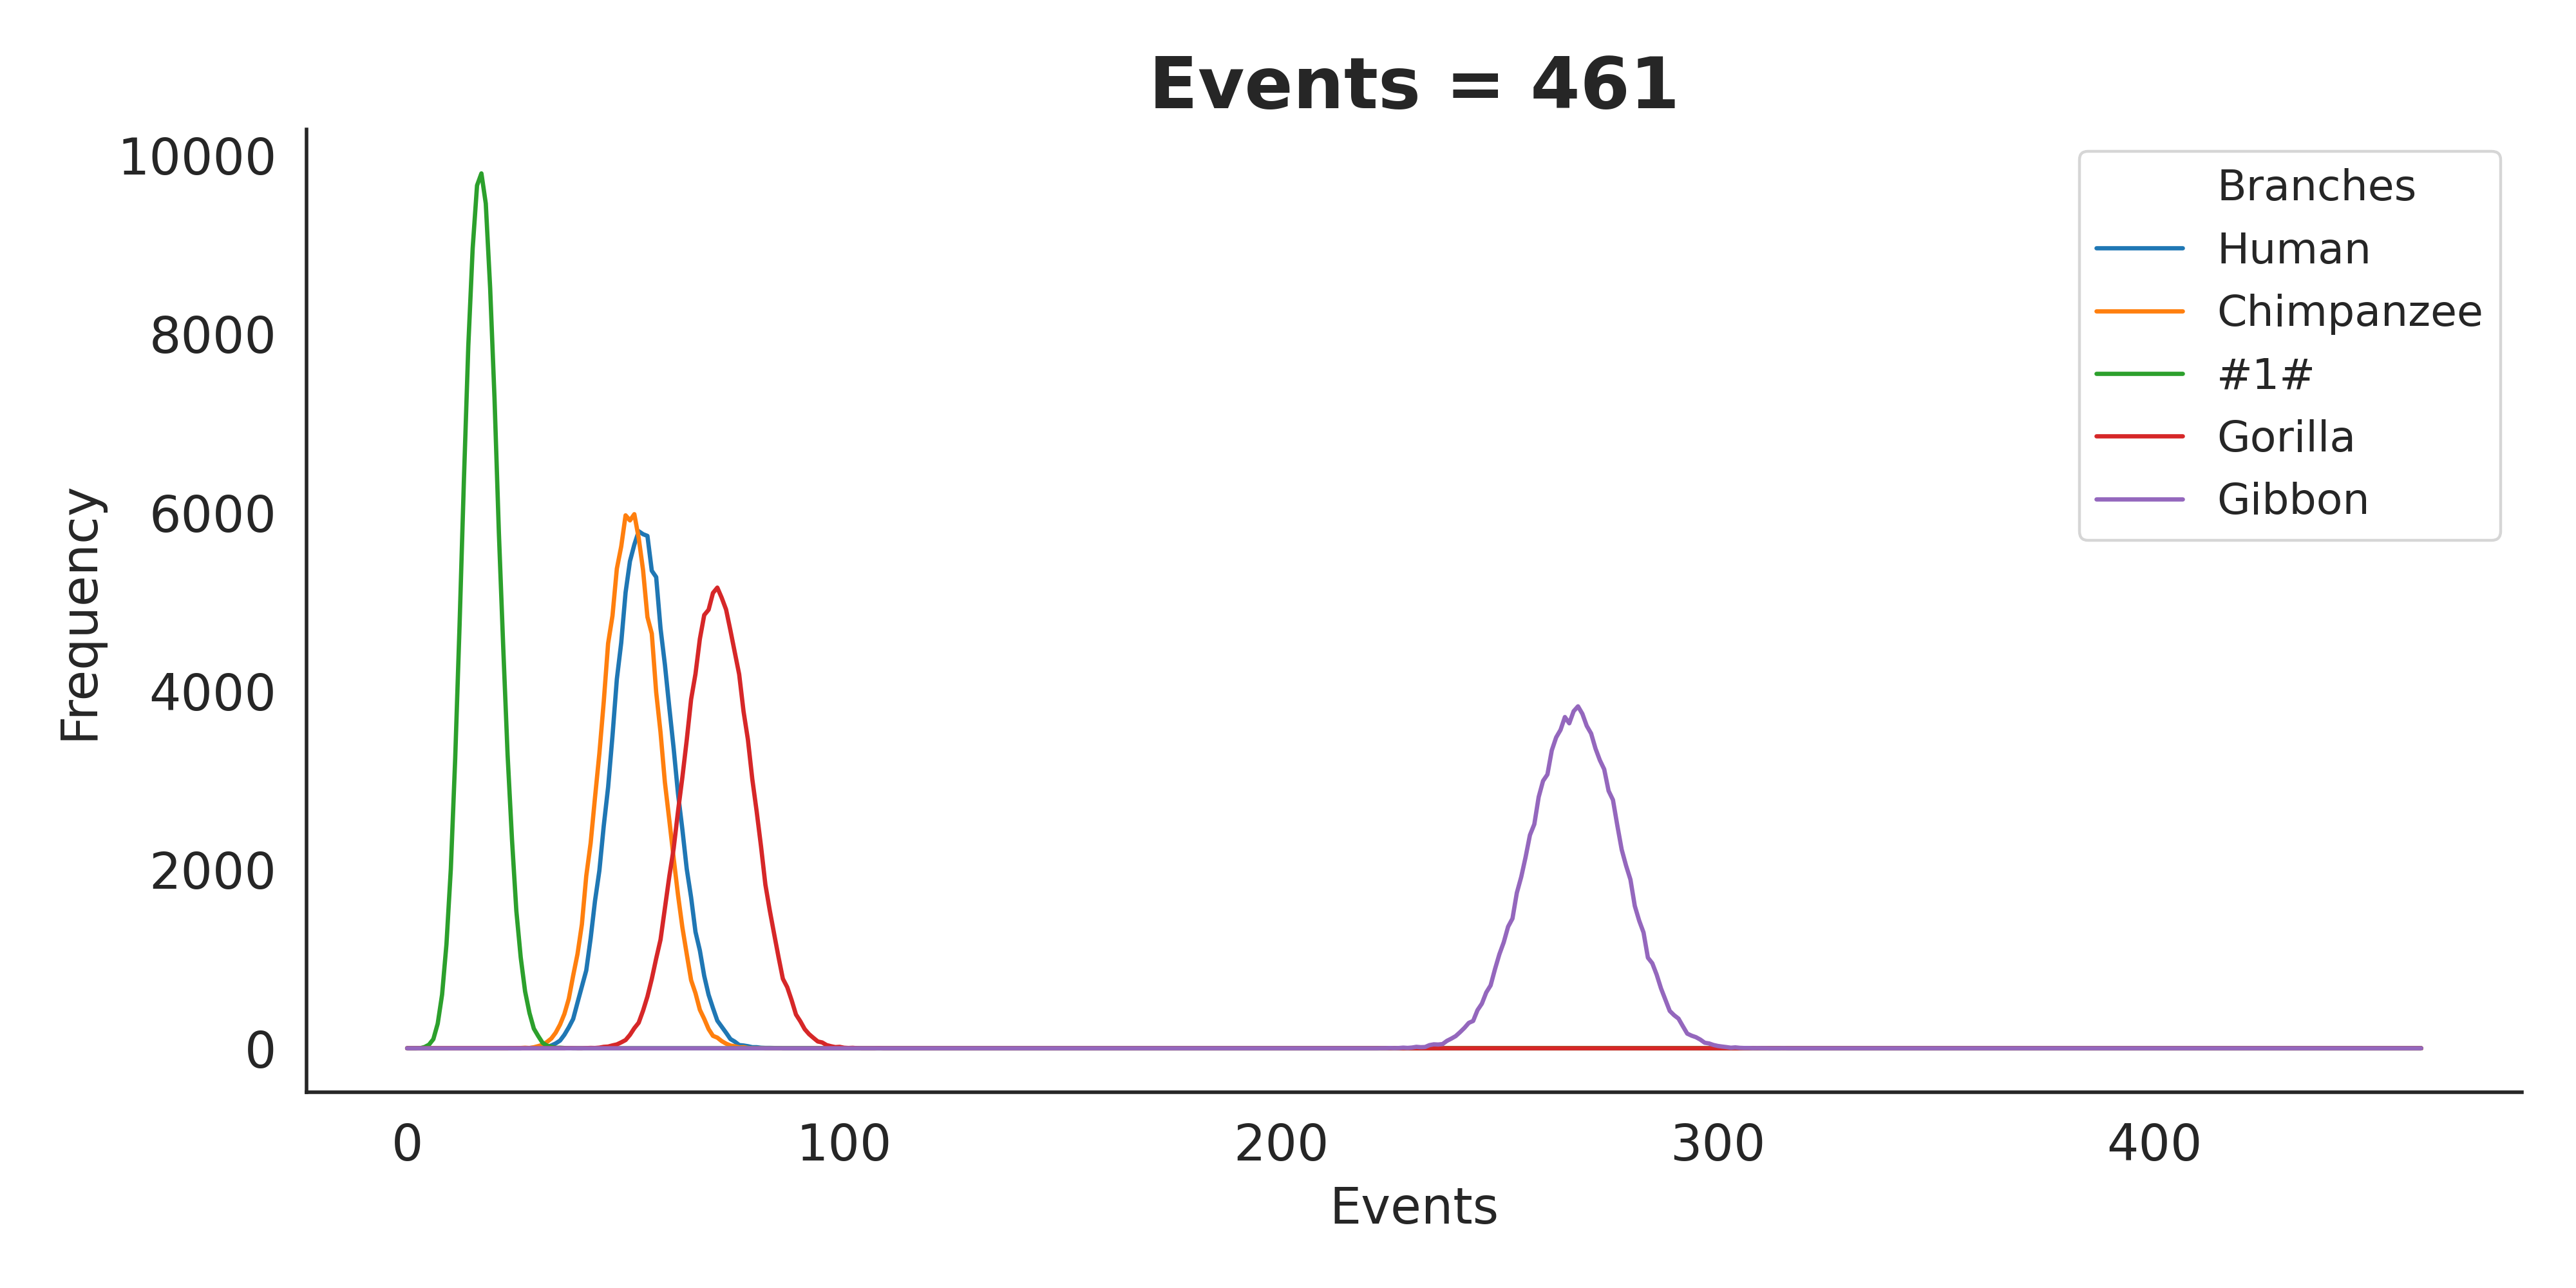 Events = 461
10000
8000
6000
4000
2000
0
Frequency
Branches
Human
Chimpanzee
#1#
Gorilla
Gibbon
0 100 200 300 400
Events